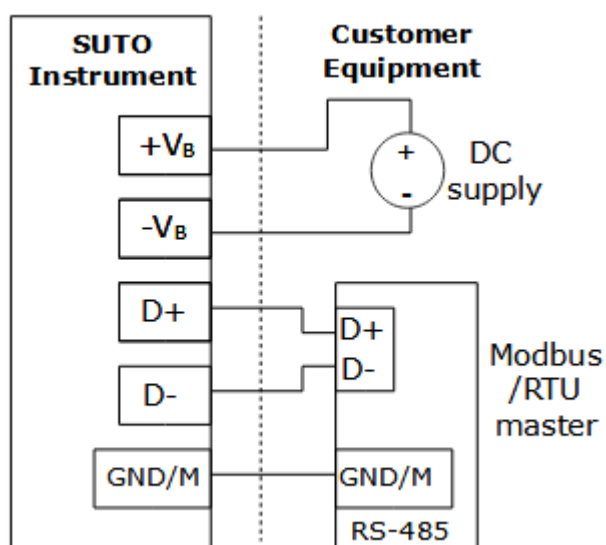 SUTO
Instrument
Customer
Equipment
+VB
+
-
DC
supply
-VB
D+
D-
GND/M
D+
D-
GND/M
RS-485
Modbus
/RTU
master